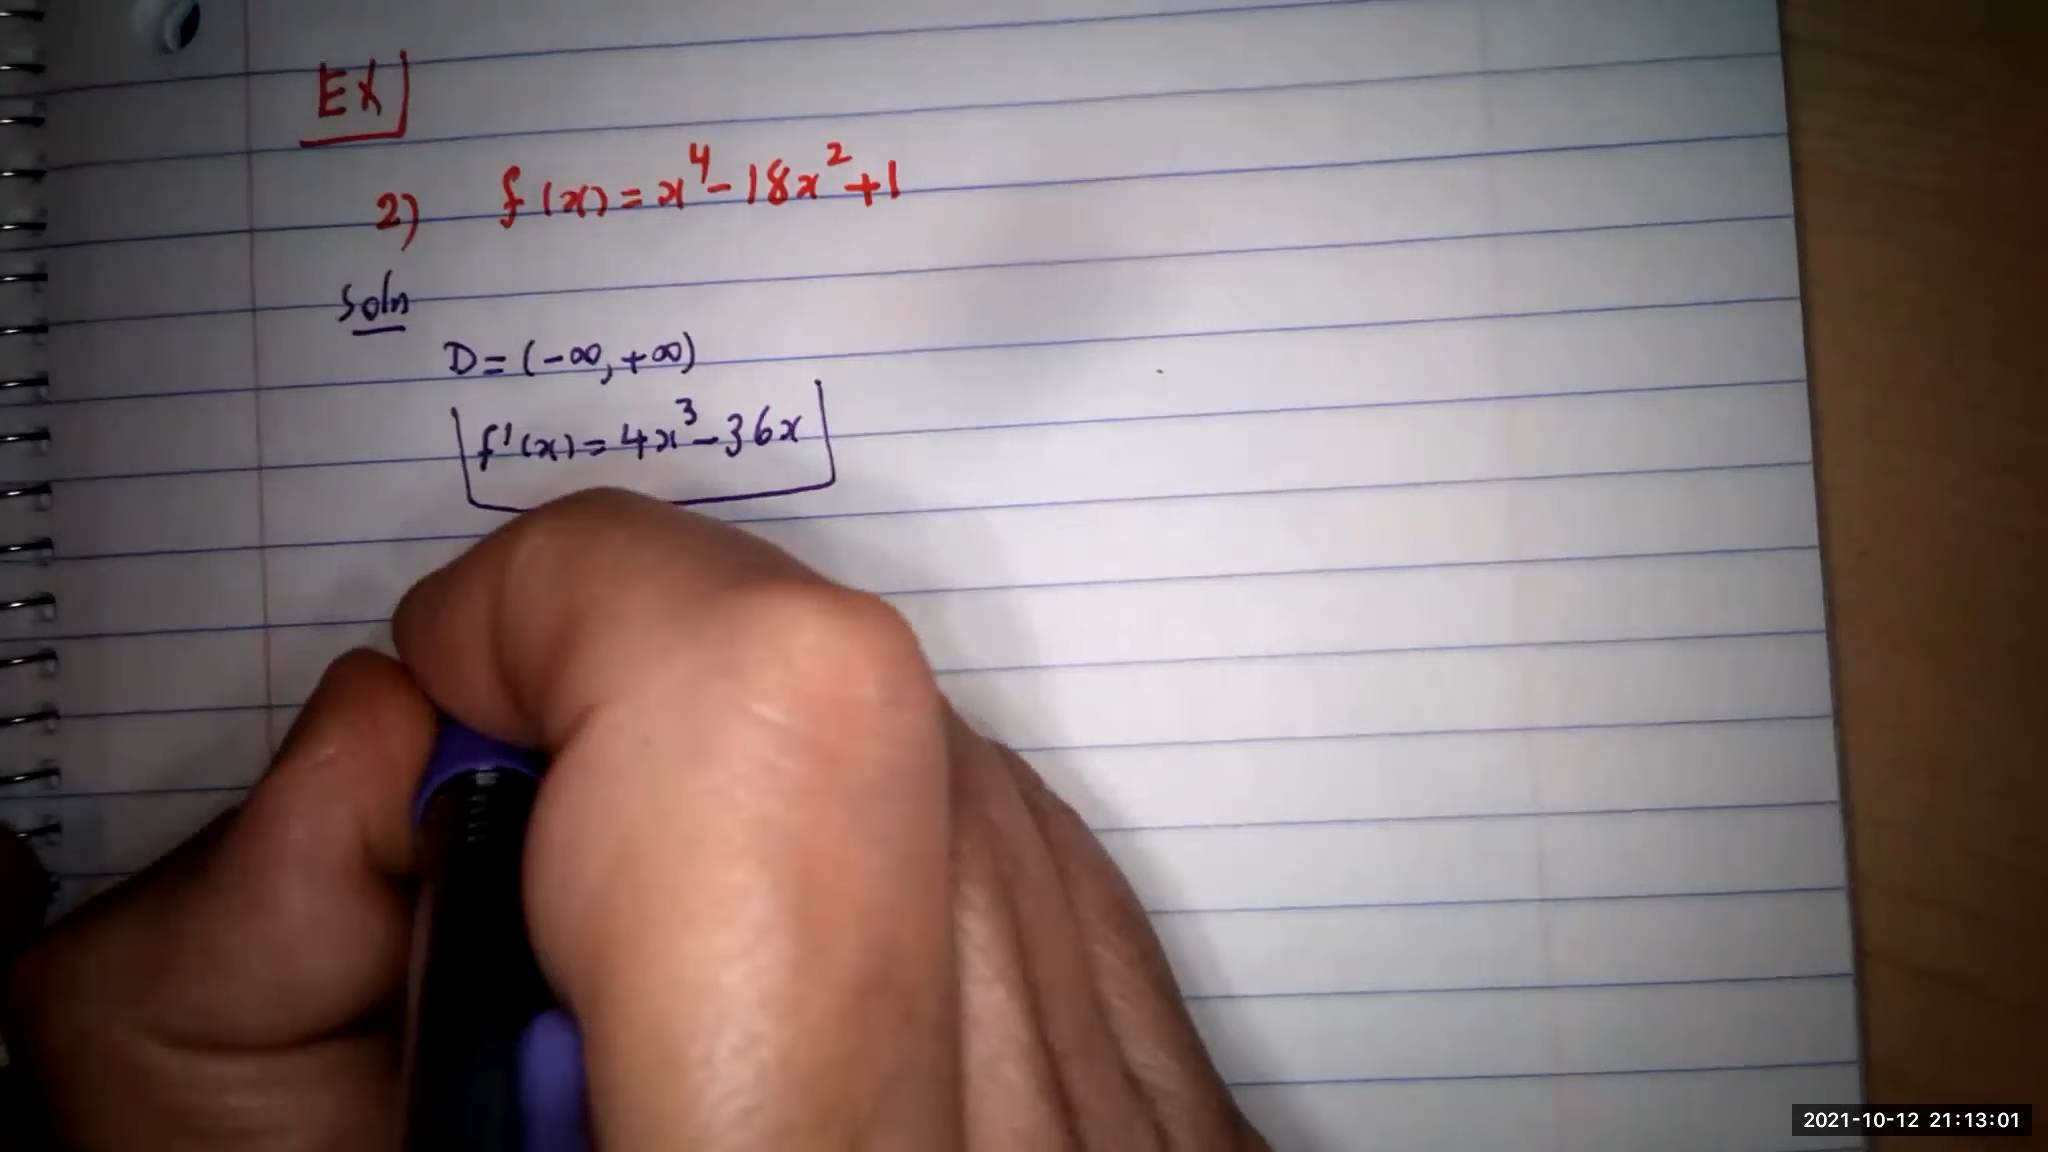 EX
2) f(x) = x⁴ - 18x² + 1
Soln
D = (-∞, +∞)
f'(x) = 4x³ - 36x
2021-10-12 21:13:01